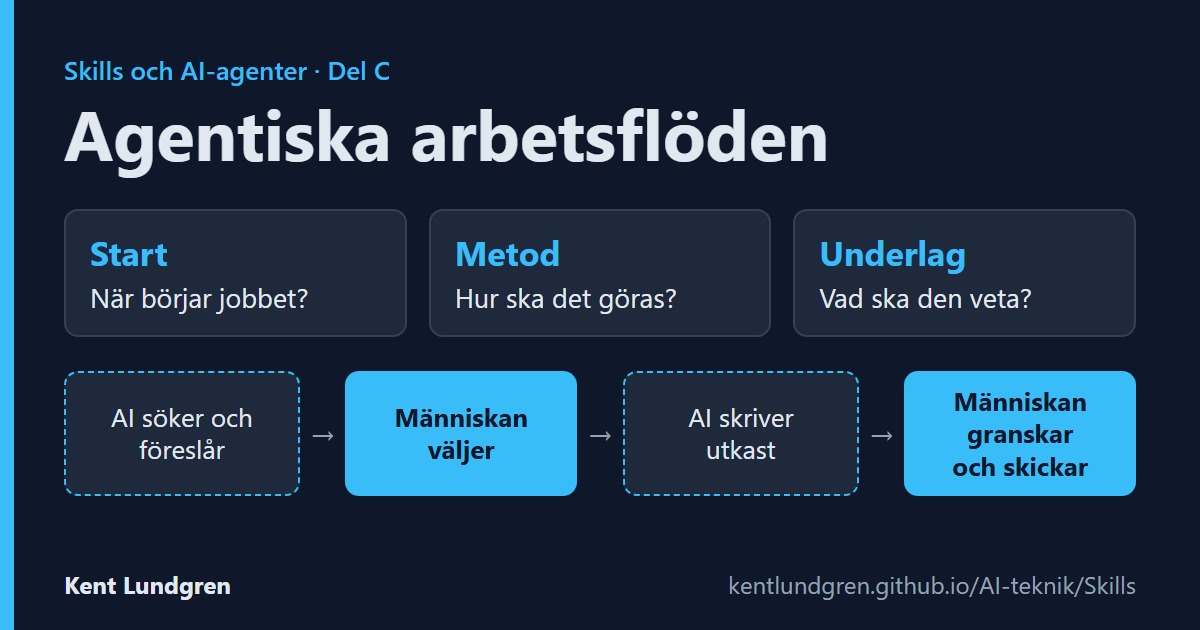 Skills och AI-agenter · Del C
Agentiska arbetsflöden
Start
När börjar jobbet?
Metod
Hur ska det göras?
Underlag
Vad ska den veta?
AI söker och
föreslår
→
Människan
väljer
→
AI skriver
utkast
→
Människan
granskar
och skickar
Kent Lundgren
kentlundgren.github.io/AI-teknik/Skills